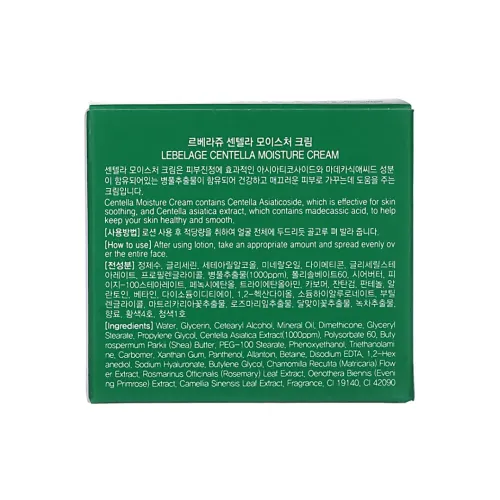 르베라쥬 센텔라 모이스처 크림
LEBELAGE CENTELLA MOISTURE CREAM
센텔라 모이스처 크림은 피부진정에 효과적인 아시아티코사이드와 마데카식애씨드 성분
이 함유되어있는 병풀추출물이 함유되어 건강하고 매끄러운 피부로 가꾸는데 도움을 주는
크림입니다.
Centella Moisture Cream contains Centella Asiaticoside, which is effective for skin
soothing, and Centella asiatica extract, which contains madecassic acid, to help
keep your skin healthy and smooth.
[사용방법] 로션 사용 후 적당량을 취하여 얼굴 전체에 두드리듯 골고루 펴 발라 줍니다.
[How to use] After using lotion, take an appropriate amount and spread evenly ov
er the entire face.
[전성분] 정제수, 글리세린, 세테아릴알코올, 미네랄오일, 다이메티콘, 글리세릴스테
아레이트, 프로필렌글라이콜, 병풀추출물(1000ppm), 폴리솔베이트60, 시어버터, 피
이지-100스테아레이트, 페녹시에탄올, 트라이에탄올아민, 카보머, 잔탄검, 판테놀, 알
란토인, 베타인, 다이소듐이디티에이, 1,2-헥산다이올, 소듐하이알루로네이트, 부틸
렌글라이콜, 마트리카리아꽃추출물, 로즈마리잎추출물, 달맞이꽃추출물, 녹차추출물,
향료, 황색4호, 청색1호
[Ingredients] Water, Glycerin, Cetearyl Alcohol, Mineral Oil, Dimethicone, Glyceryl
Stearate, Propylene Glycol, Centella Asiatica Extract(1000ppm), Polysorbate 60, Buty
rospermum Parkii (Shea) Butter, PEG-100 Stearate, Phenoxyethanol, Triethanolam
ine, Carbomer, Xanthan Gum, Panthenol, Allantoin, Betaine, Disodium EDTA, 1,2-Hex
anediol, Sodium Hyaluronate, Butylene Glycol, Chamomilla Recutita (Matricaria) Flow
er Extract, Rosmarinus Officinalis (Rosemary) Leaf Extract, Oenothera Biennis (Eveni
ng Primrose) Extract, Camellia Sinensis Leaf Extract, Fragrance, CI 19140, CI 42090